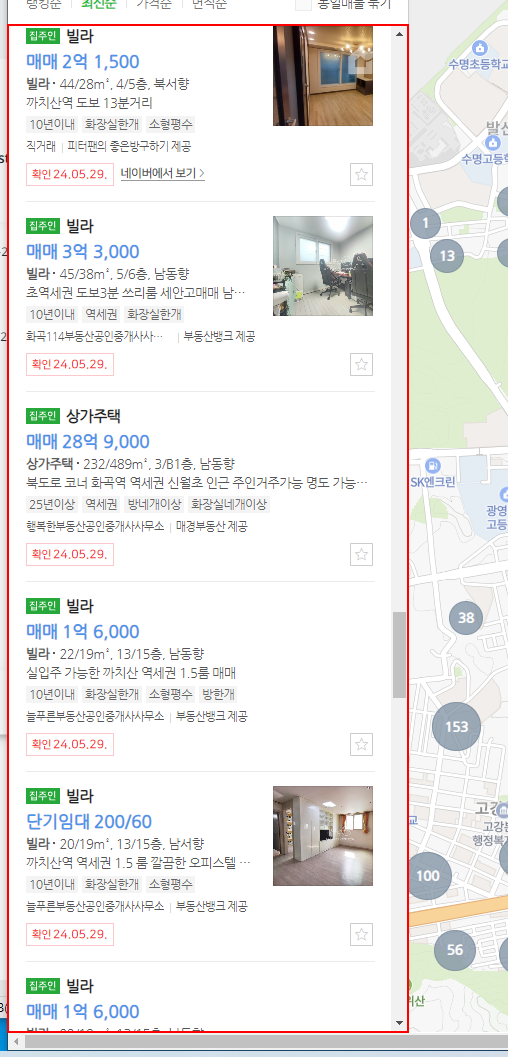 랭킹순 최신순 가격순 면적순 동일매물 묶기
집주인 빌라
매매 2억 1,500
빌라 · 44/28m², 4/5층, 북서향
까치산역 도보 13분거리
10년이내 화장실한개 소형평수
직거래 | 피터팬의 좋은방구하기 제공
확인 24.05.29. 네이버에서 보기 >
집주인 빌라
매매 3억 3,000
빌라 · 45/38m², 5/6층, 남동향
초역세권 도보3분 쓰리룸 세안고매매 남…
10년이내 역세권 화장실한개
화곡114부동산공인중개사사… | 부동산뱅크 제공
확인 24.05.29.
집주인 상가주택
매매 28억 9,000
상가주택 · 232/489m², 3/B1층, 남동향
북도로 코너 화곡역 역세권 신월초 인근 주인거주가능 명도 가능…
25년이상 역세권 방네개이상 화장실네개이상
행복한부동산공인중개사사무소 | 매경부동산 제공
확인 24.05.29.
집주인 빌라
매매 1억 6,000
빌라 · 22/19m², 13/15층, 남동향
실입주 가능한 까치산 역세권 1.5룸 매매
10년이내 화장실한개 소형평수 방한개
늘푸른부동산공인중개사사무소 | 부동산뱅크 제공
확인 24.05.29.
집주인 빌라
단기임대 200/60
빌라 · 20/19m², 13/15층, 남서향
까치산역 역세권 1.5 룸 깔끔한 오피스텔 …
10년이내 화장실한개 소형평수
늘푸른부동산공인중개사사무소 | 부동산뱅크 제공
확인 24.05.29.
집주인 빌라
매매 1억 6,000
수명초등학교
발산
수명고등학
1
13
SK엔크린
광영
고등
38
153
고강
고강본
행정복지
100
56